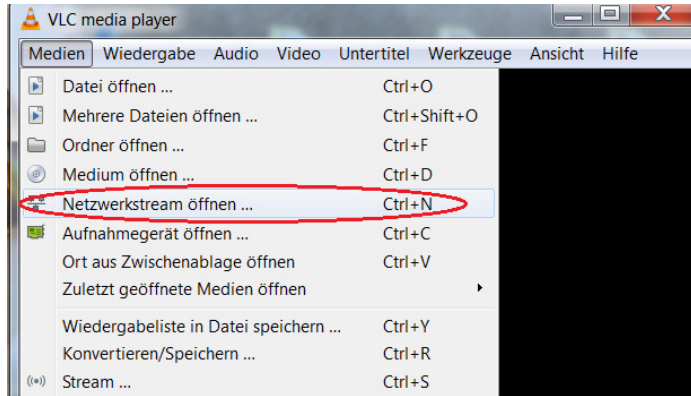 VLC media player
Medien Wiedergabe Audio Video Untertitel Werkzeuge Ansicht Hilfe
Datei öffnen ... Ctrl+O
Mehrere Dateien öffnen ... Ctrl+Shift+O
Ordner öffnen ... Ctrl+F
Medium öffnen ... Ctrl+D
Netzwerkstream öffnen ... Ctrl+N
Aufnahmegerät öffnen ... Ctrl+C
Ort aus Zwischenablage öffnen Ctrl+V
Zuletzt geöffnete Medien öffnen
Wiedergabeliste in Datei speichern ... Ctrl+Y
Konvertieren/Speichern ... Ctrl+R
Stream ... Ctrl+S